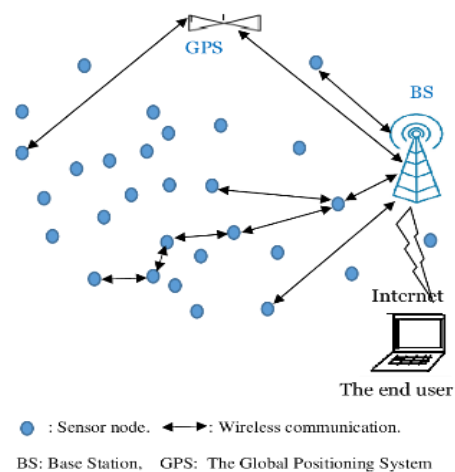 GPS
BS
Internet
The end user
: Sensor node. : Wireless communication.
BS: Base Station, GPS: The Global Positioning System